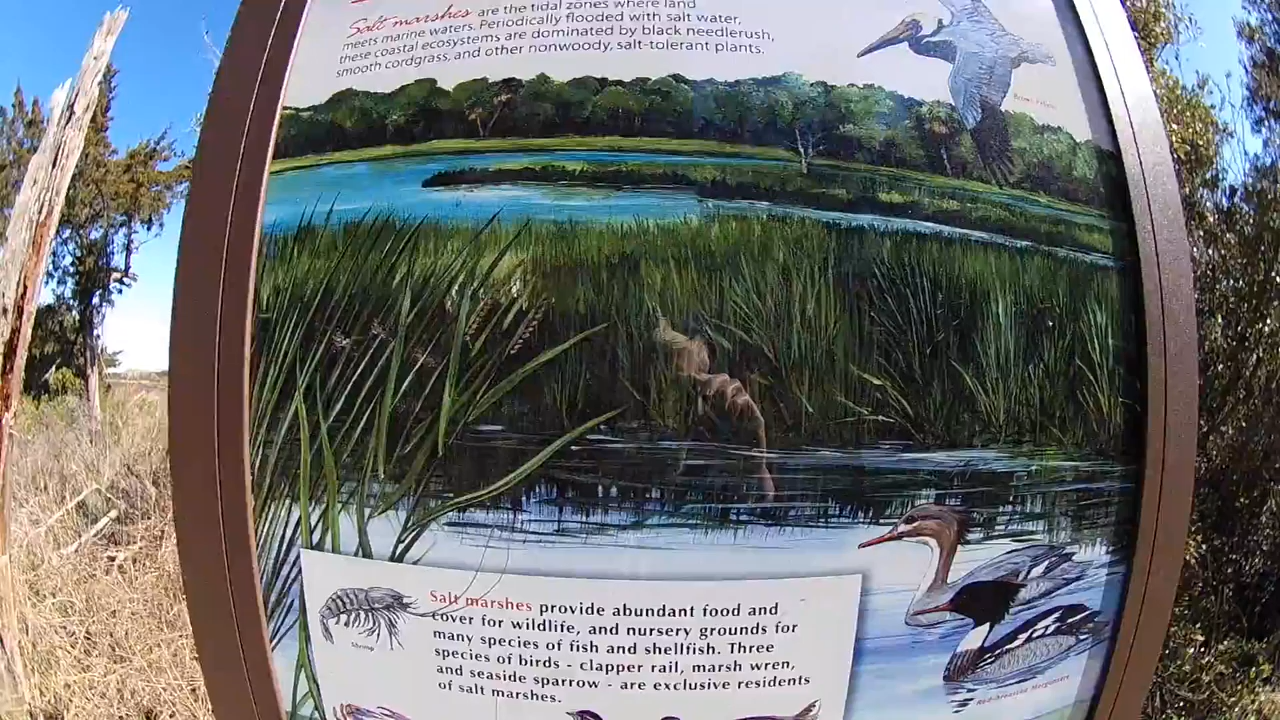 Salt marshes are the tidal zones where land
meets marine waters. Periodically flooded with salt water,
these coastal ecosystems are dominated by black needlerush,
smooth cordgrass, and other nonwoody, salt-tolerant plants.
Brown Pelican
Shrimp
Salt marshes provide abundant food and
cover for wildlife, and nursery grounds for
many species of fish and shellfish. Three
species of birds - clapper rail, marsh wren,
and seaside sparrow - are exclusive residents
of salt marshes.
Red-breasted Mergansers